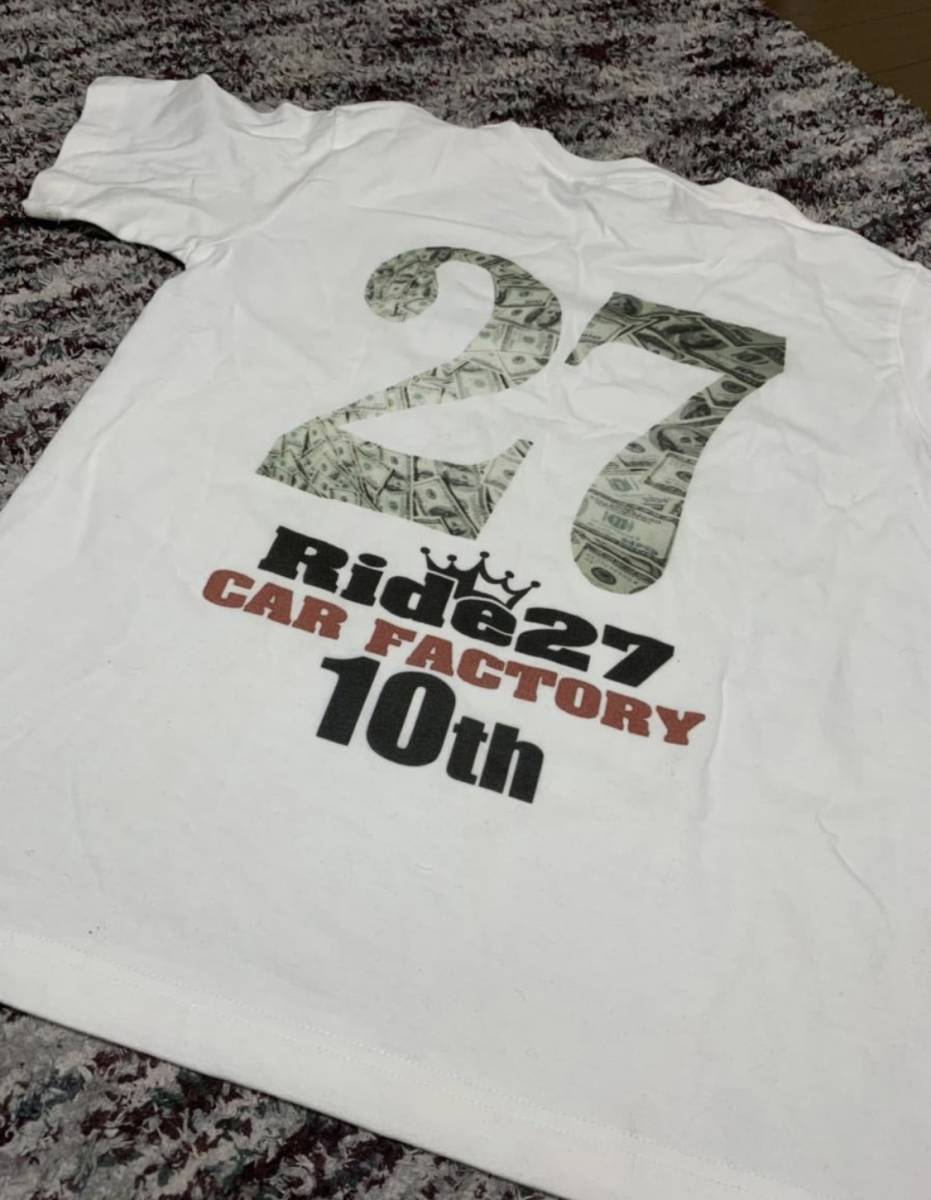 27
Ride27
CAR FACTORY
10th